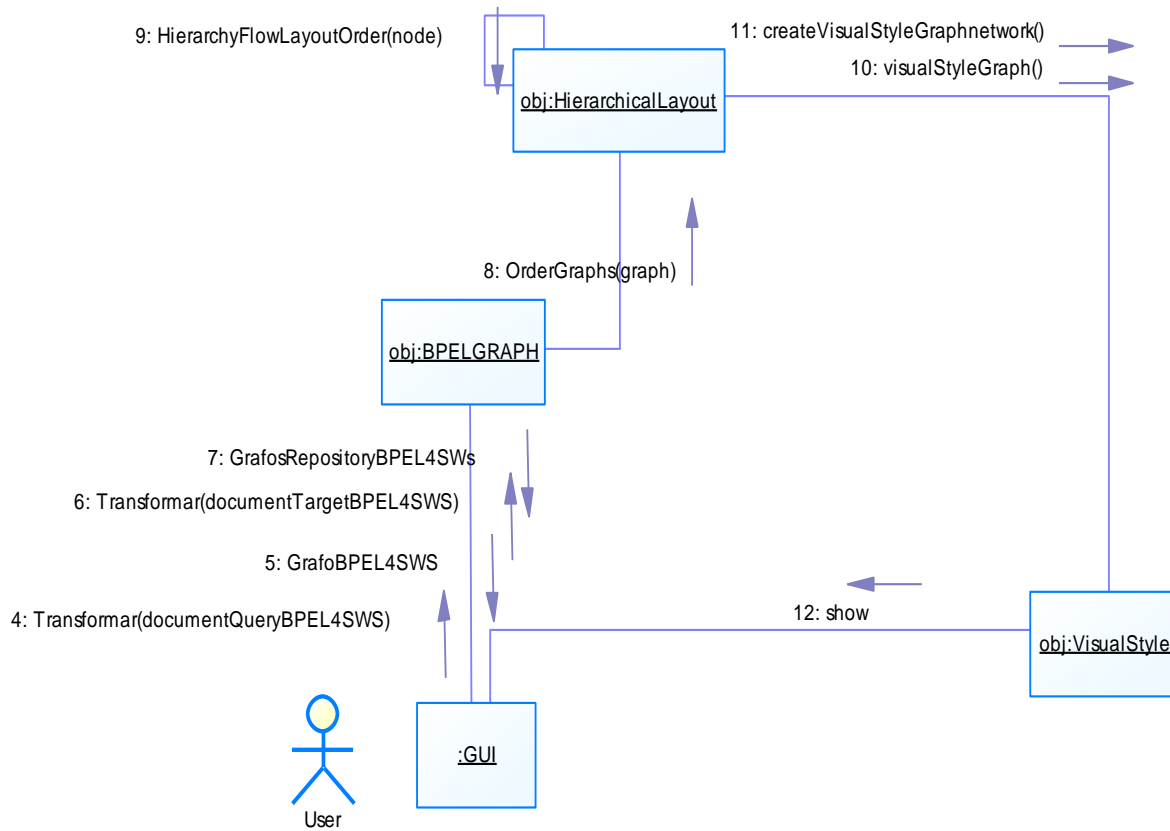 9: HierarchyFlowLayoutOrder(node)
11: createVisualStyleGraphnetwork()
10: visualStyleGraph()
obj:HierarchicalLayout
8: OrderGraphs(graph)
obj:BPELGRAPH
7: GrafosRepositoryBPEL4SWs
6: Transformar(documentTargetBPEL4SWS)
5: GrafoBPEL4SWS
4: Transformar(documentQueryBPEL4SWS)
12: show
obj:VisualStyle
:GUI
User